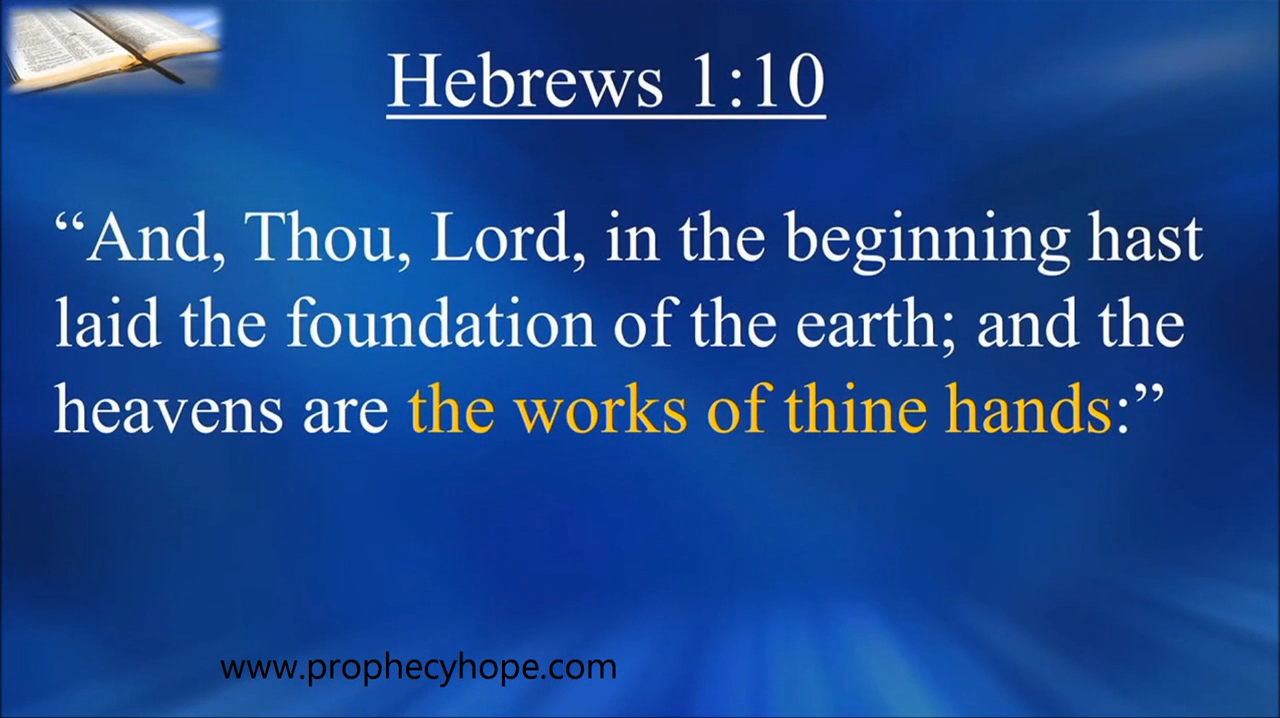 Hebrews 1:10
“And, Thou, Lord, in the beginning hast
laid the foundation of the earth; and the
heavens are the works of thine hands:”
www.prophecyhope.com